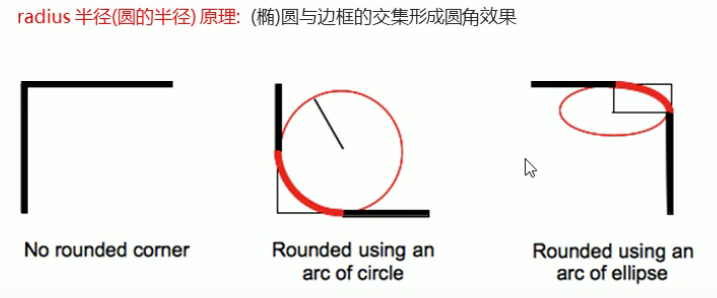 radius 半径(圆的半径) 原理: (椭)圆与边框的交集形成圆角效果
No rounded corner
Rounded using an
arc of circle
Rounded using an
arc of ellipse